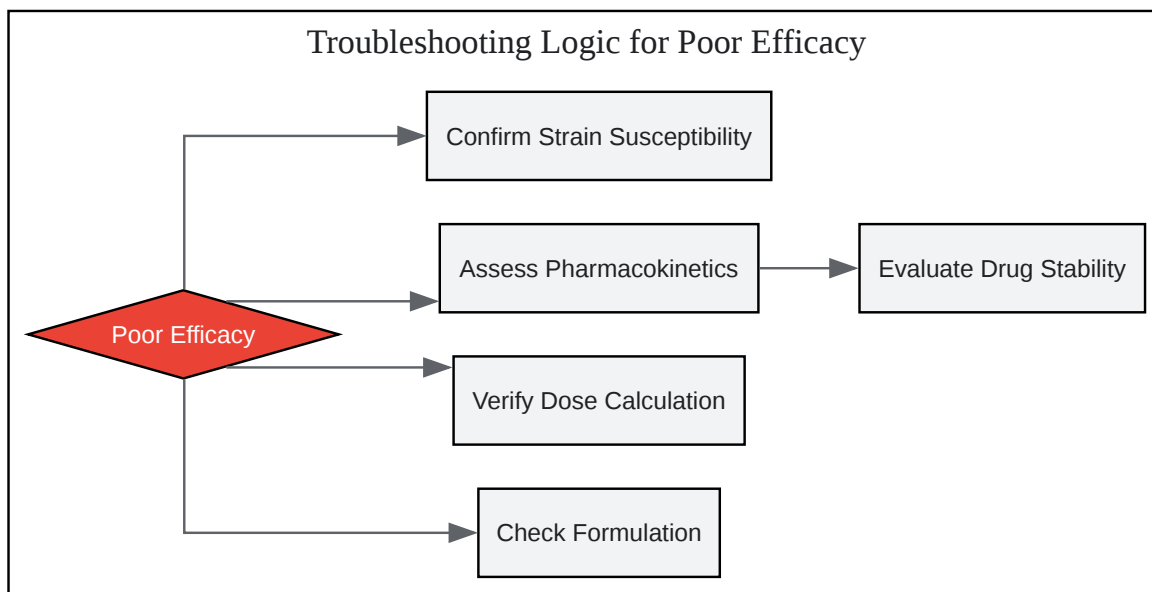 Troubleshooting Logic for Poor Efficacy
Confirm Strain Susceptibility
Assess Pharmacokinetics
Evaluate Drug Stability
Poor Efficacy
Verify Dose Calculation
Check Formulation